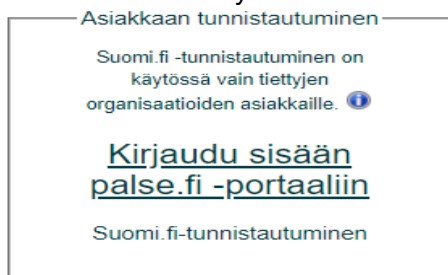 Asiakkaan tunnistautuminen
Suomi.fi -tunnistautuminen on
käytössä vain tiettyjen
organisaatioiden asiakkaille.
Kirjaudu sisään
palse.fi -portaaliin
Suomi.fi-tunnistautuminen